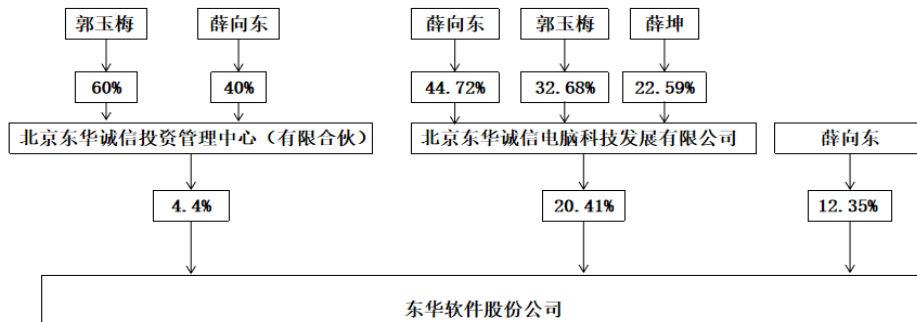 郭玉梅 薛向东 薛向东 郭玉梅 薛坤
60% 40% 44.72% 32.68% 22.59%
北京东华诚信投资管理中心（有限合伙） 北京东华诚信电脑科技发展有限公司 薛向东
4.4% 20.41% 12.35%
东华软件股份公司